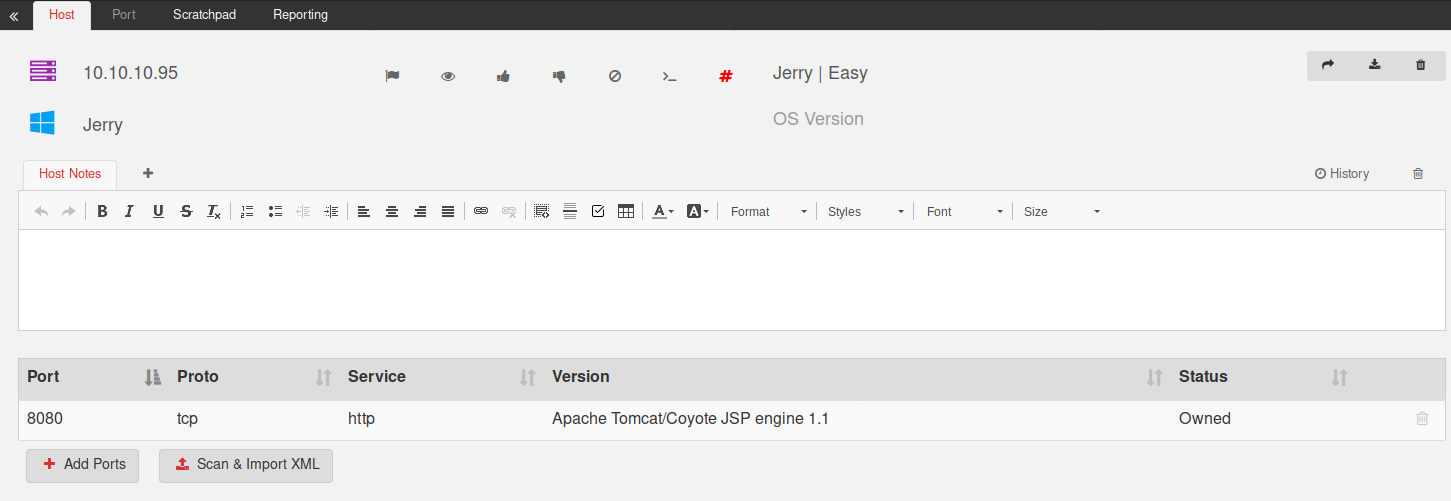 Host Port Scratchpad Reporting
10.10.10.95 # Jerry | Easy
Jerry OS Version
Host Notes History
B I U S Tx A A Format Styles Font Size
Port Proto Service Version Status
8080 tcp http Apache Tomcat/Coyote JSP engine 1.1 Owned
Add Ports Scan & Import XML